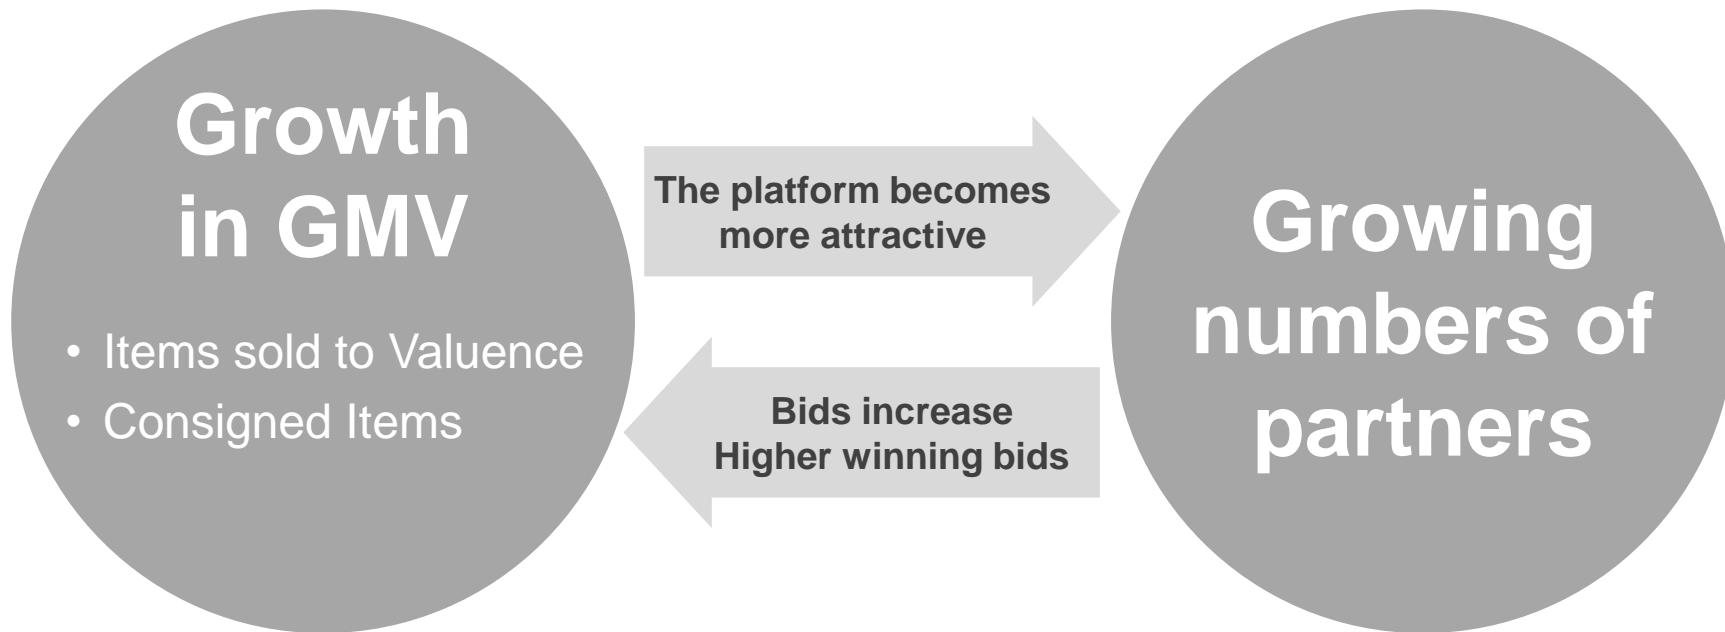 Growth
in GMV
• Items sold to Valuence
• Consigned Items
The platform becomes
more attractive
Bids increase
Higher winning bids
Growing
numbers of
partners